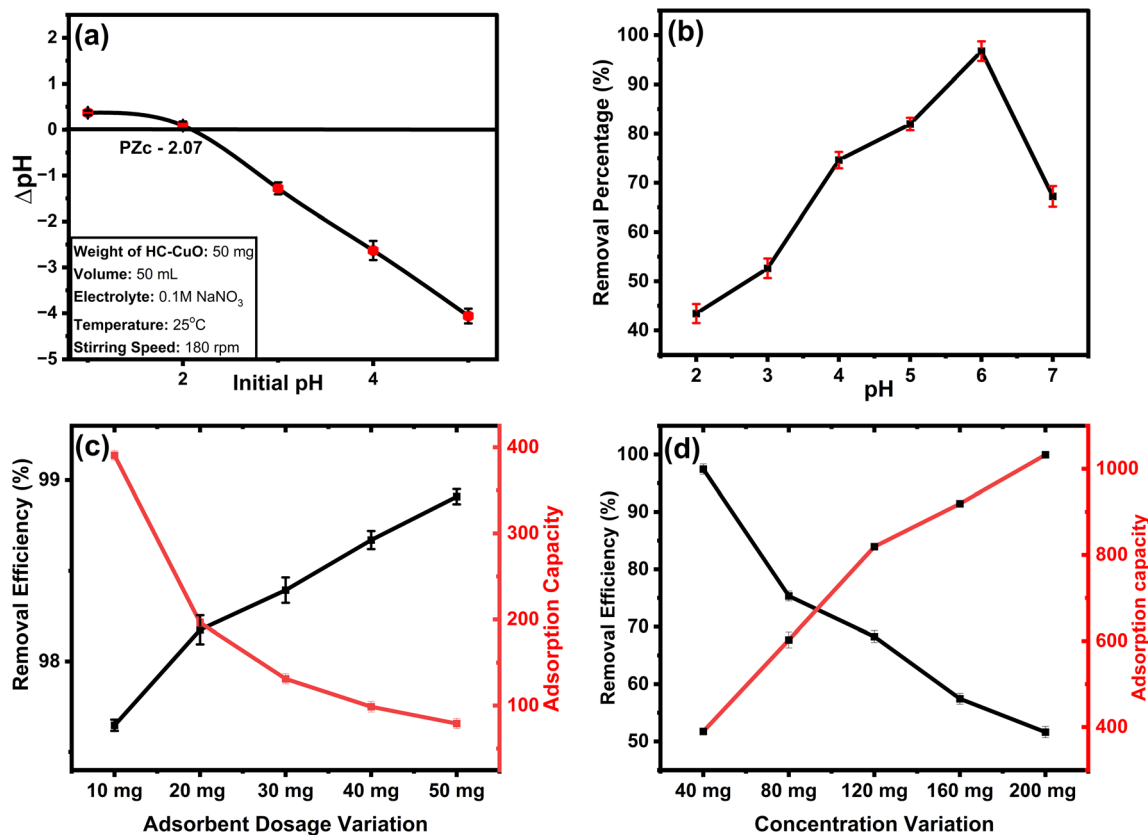 (a)
2
1
0
−1
−2
−3
−4
−5
ΔpH
PZc - 2.07
Weight of HC-CuO: 50 mg
Volume: 50 mL
Electrolyte: 0.1M NaNO₃
Temperature: 25°C
Stirring Speed: 180 rpm
2
4
Initial pH
(b)
100
90
80
70
60
50
40
Removal Percentage (%)
2 3 4 5 6 7
pH
(c)
99
98
Removal Efficiency (%)
400
300
200
100
Adsorption Capacity
10 mg 20 mg 30 mg 40 mg 50 mg
Adsorbent Dosage Variation
(d)
100
90
80
70
60
50
Removal Efficiency (%)
1000
800
600
400
Adsorption capacity
40 mg 80 mg 120 mg 160 mg 200 mg
Concentration Variation